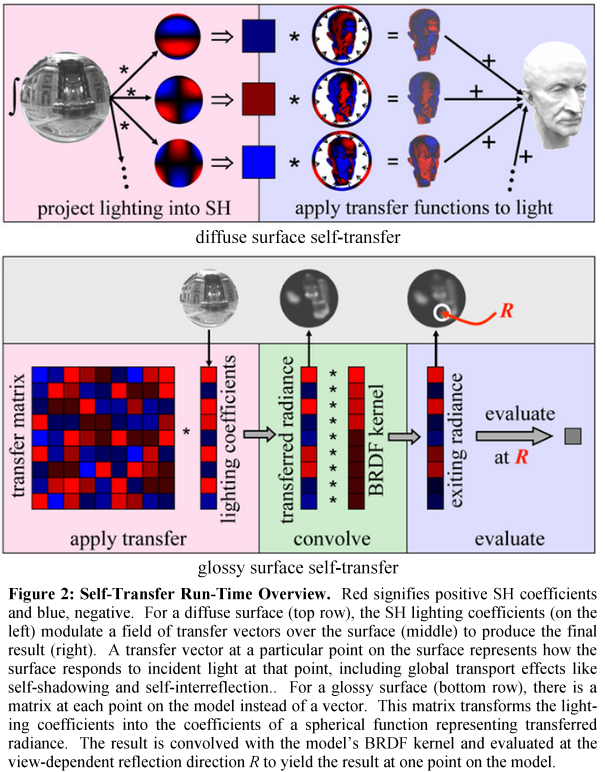 ∫
* ⇒ * =
* ⇒ * =
* ⇒ * =
+
+
+
+
project lighting into SH
apply transfer functions to light
diffuse surface self-transfer
R
transfer matrix
*
lighting coefficients
transferred radiance
* * * * * * * * *
BRDF kernel
exiting radiance
evaluate
at R
apply transfer
convolve
evaluate
glossy surface self-transfer
Figure 2: Self-Transfer Run-Time Overview. Red signifies positive SH coefficients
and blue, negative. For a diffuse surface (top row), the SH lighting coefficients (on the
left) modulate a field of transfer vectors over the surface (middle) to produce the final
result (right). A transfer vector at a particular point on the surface represents how the
surface responds to incident light at that point, including global transport effects like
self-shadowing and self-interreflection.. For a glossy surface (bottom row), there is a
matrix at each point on the model instead of a vector. This matrix transforms the light-
ing coefficients into the coefficients of a spherical function representing transferred
radiance. The result is convolved with the model's BRDF kernel and evaluated at the
view-dependent reflection direction R to yield the result at one point on the model.